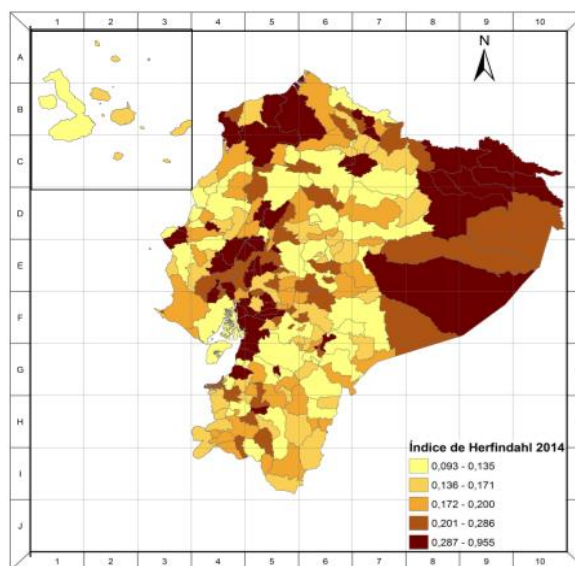 1 2 3 4 5 6 7 8 9 10
N
A A
B B
C C
D D
E E
F F
G G
H H
I I
J J
Índice de Herfindahl 2014
0,093 - 0,135
0,136 - 0,171
0,172 - 0,200
0,201 - 0,286
0,287 - 0,955
1 2 3 4 5 6 7 8 9 10